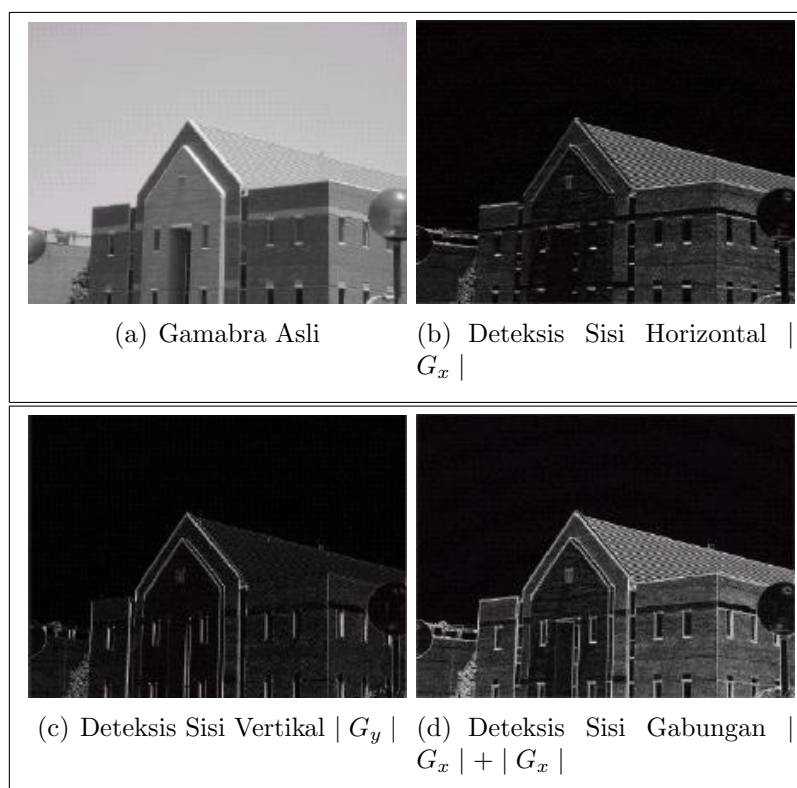 (a) Gamabra Asli
(b) Deteksis Sisi Horizontal |
G_x |
(c) Deteksis Sisi Vertikal | G_y |
(d) Deteksis Sisi Gabungan |
G_x | + | G_x |